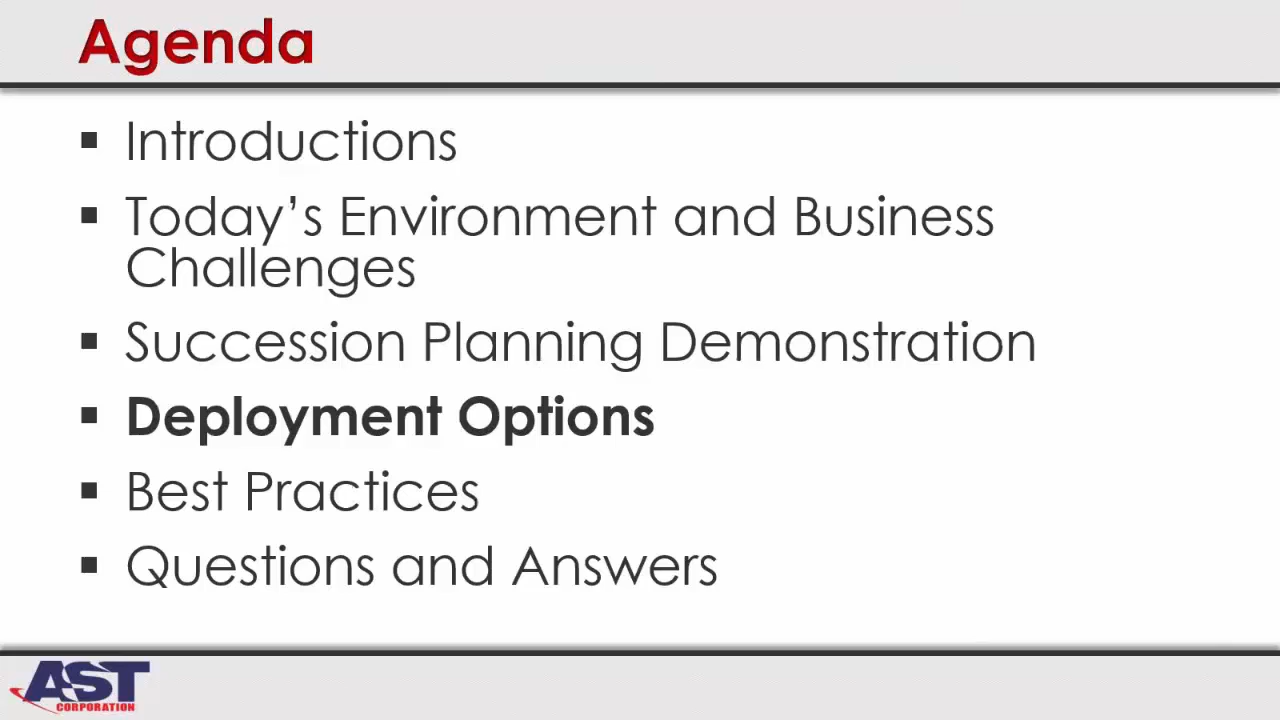 Agenda
▪ Introductions
▪ Today’s Environment and Business
Challenges
▪ Succession Planning Demonstration
▪ Deployment Options
▪ Best Practices
▪ Questions and Answers
AST
CORPORATION